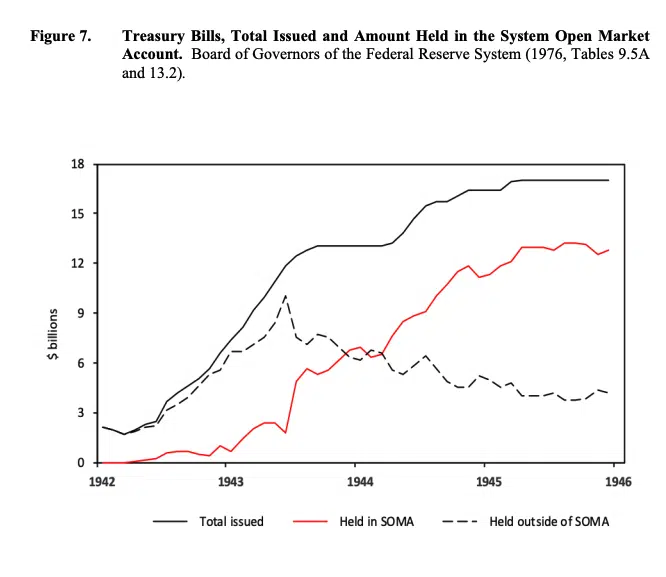 Figure 7. Treasury Bills, Total Issued and Amount Held in the System Open Market
Account. Board of Governors of the Federal Reserve System (1976, Tables 9.5A
and 13.2).
18
15
12
9
6
3
0
$ billions
1942 1943 1944 1945 1946
Total issued Held in SOMA Held outside of SOMA